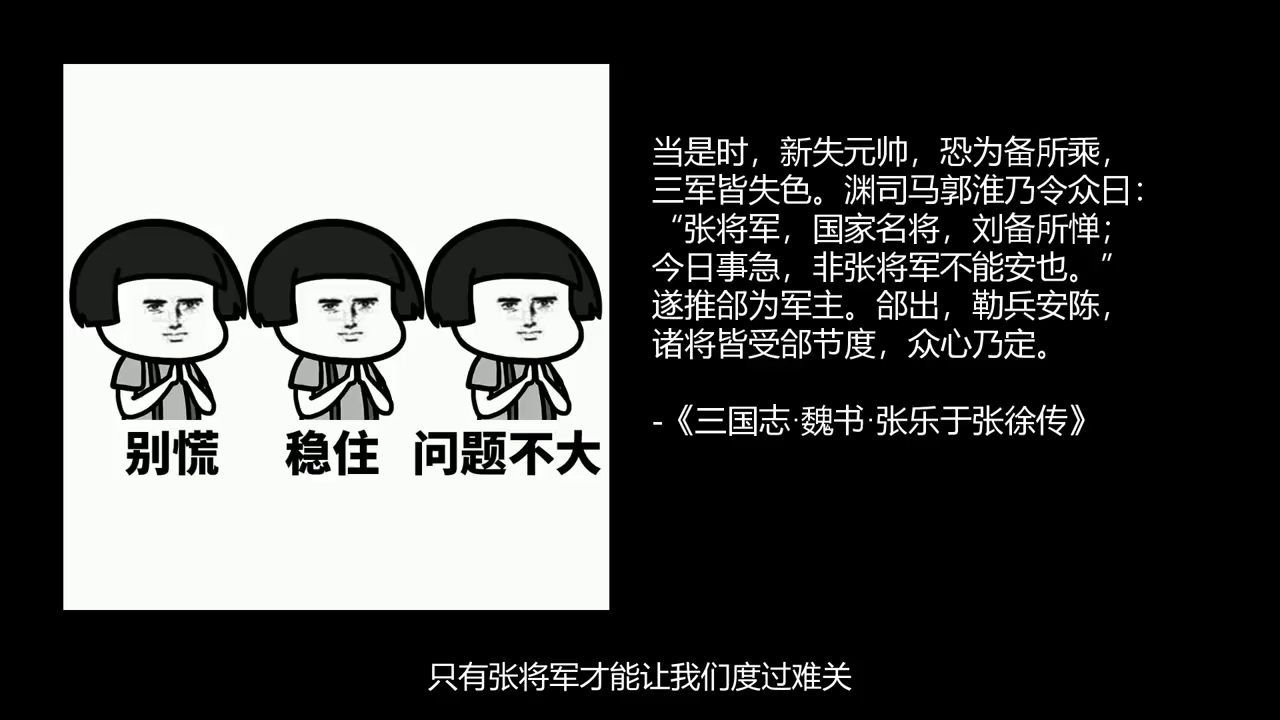 当是时，新失元帅，恐为备所乘，
三军皆失色。渊司马郭淮乃令众曰：
“张将军，国家名将，刘备所惮；
今日事急，非张将军不能安也。”
遂推郃为军主。郃出，勒兵安陈，
诸将皆受郃节度，众心乃定。
-《三国志·魏书·张乐于张徐传》
别慌 稳住 问题不大
只有张将军才能让我们度过难关